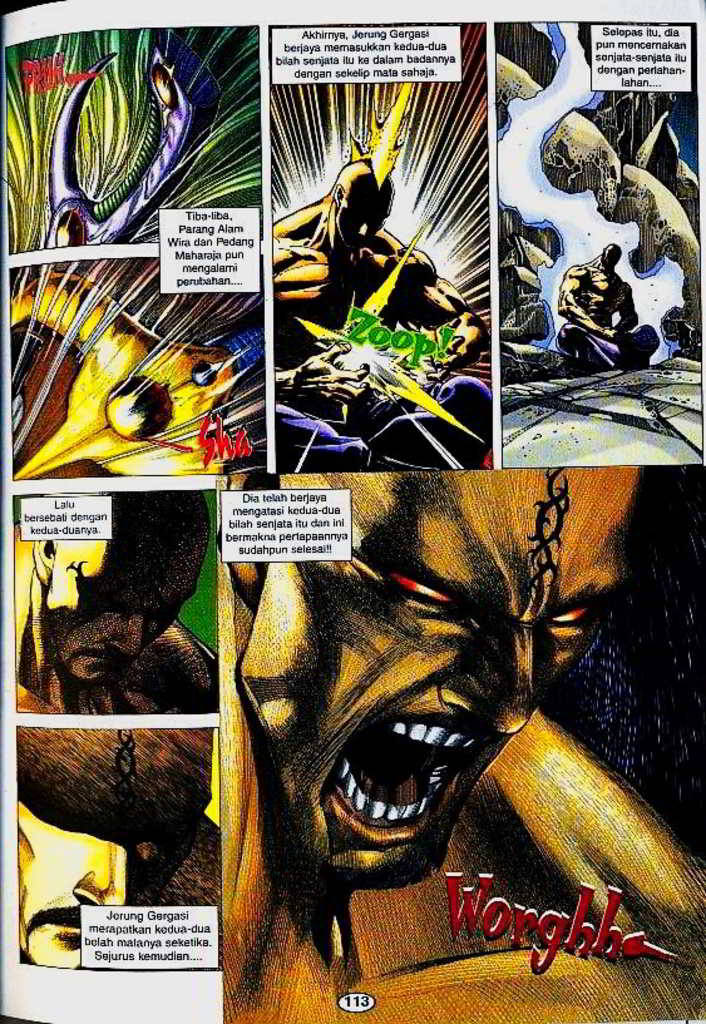 PRUH
Tiba-tiba,
Parang Alam
Wira dan Pedang
Maharaja pun
mengalami
perubahan....
Sha
Akhirnya, Jerung Gergasi
berjaya memasukkan kedua-dua
bilah senjata itu ke dalam badannya
dengan sekelip mata sahaja.
Zoop!
Selepas itu, dia
pun mencernakan
senjata-senjata itu
dengan perlahan-
lahan....
Lalu
bersebati dengan
kedua-duanya.
Jerung Gergasi
merapatkan kedua-dua
belah matanya seketika.
Sejurus kemudian....
Dia telah berjaya
mengatasi kedua-dua
bilah senjata itu dan ini
bermakna pertapaannya
sudahpun selesai!!
Worghh
113